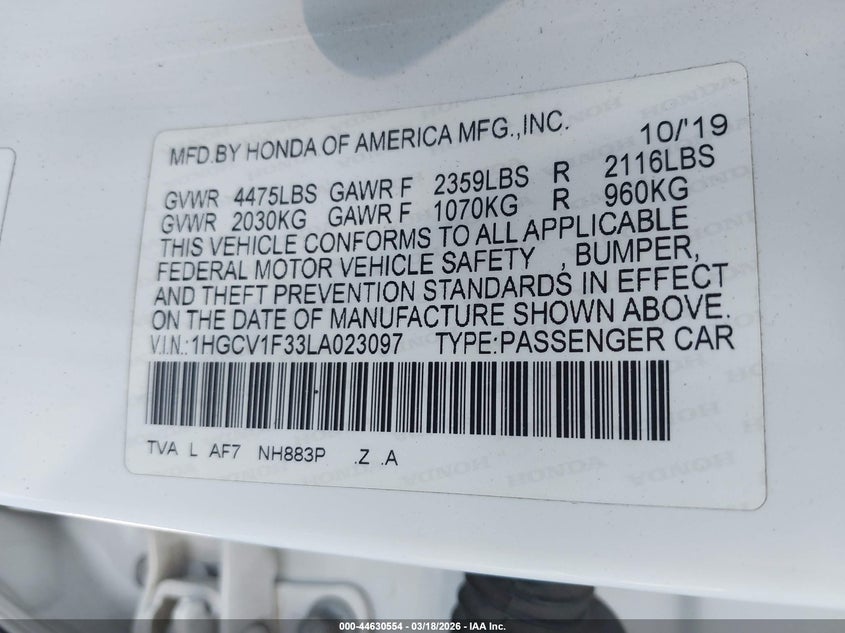 MFD.BY HONDA OF AMERICA MFG.,INC. 10/'19
GVWR 4475LBS GAWR F 2359LBS R 2116LBS
GVWR 2030KG GAWR F 1070KG R 960KG
THIS VEHICLE CONFORMS TO ALL APPLICABLE
FEDERAL MOTOR VEHICLE SAFETY , BUMPER,
AND THEFT PREVENTION STANDARDS IN EFFECT
ON THE DATE OF MANUFACTURE SHOWN ABOVE.
V.I.N.:1HGCV1F33LA023097 TYPE:PASSENGER CAR
TVA L AF7 NH883P .Z .A
000-44630554 | 03/18/2026 | IAA Inc.